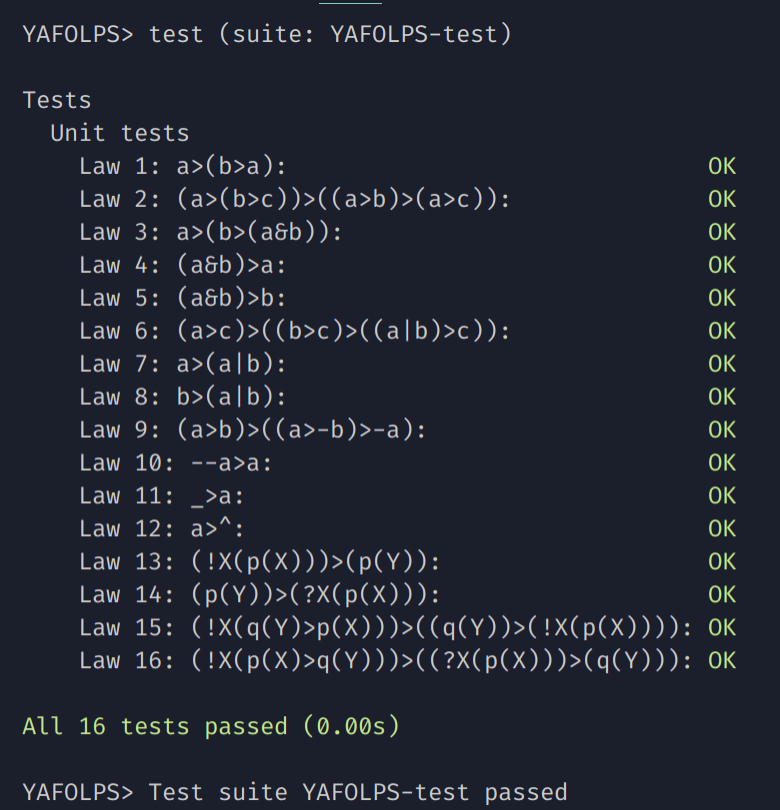 YAFOLPS> test (suite: YAFOLPS-test)
Tests
Unit tests
Law 1: a>(b>a): OK
Law 2: (a>(b>c))>((a>b)>(a>c)): OK
Law 3: a>(b>(a&b)): OK
Law 4: (a&b)>a: OK
Law 5: (a&b)>b: OK
Law 6: (a>c)>((b>c)>((a|b)>c)): OK
Law 7: a>(a|b): OK
Law 8: b>(a|b): OK
Law 9: (a>b)>((a>-b)>-a): OK
Law 10: --a>a: OK
Law 11: _>a: OK
Law 12: a>^: OK
Law 13: (!X(p(X)))>(p(Y)): OK
Law 14: (p(Y))>(?X(p(X))): OK
Law 15: (!X(q(Y)>p(X)))>((q(Y))>(!X(p(X)))): OK
Law 16: (!X(p(X)>q(Y)))>((?X(p(X)))>(q(Y))): OK
All 16 tests passed (0.00s)
YAFOLPS> Test suite YAFOLPS-test passed